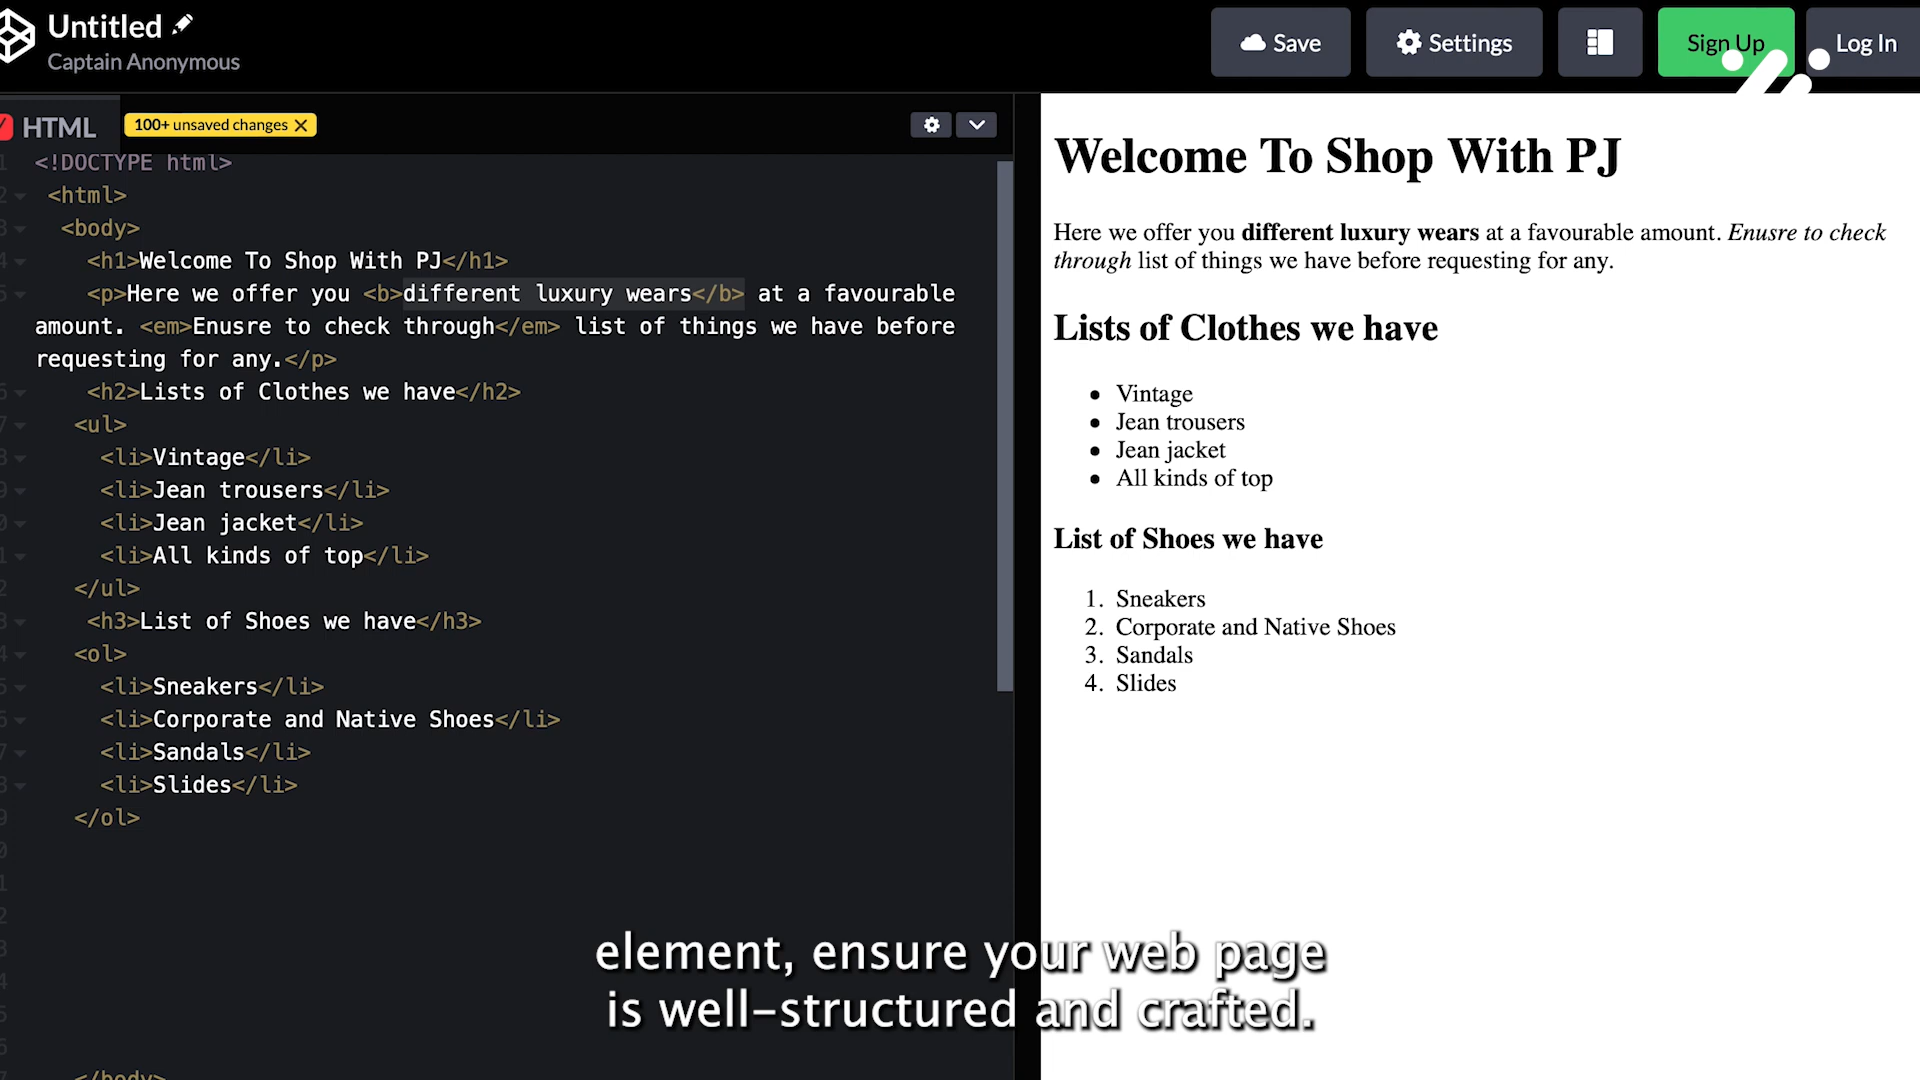 Untitled
Captain Anonymous
Save
Settings
Sign Up
Log In
HTML
100+ unsaved changes
<!DOCTYPE html>
<html>
<body>
<h1>Welcome To Shop With PJ</h1>
<p>Here we offer you <b>different luxury wears</b> at a favourable
amount. <em>Enusre to check through</em> list of things we have before
requesting for any.</p>
<h2>Lists of Clothes we have</h2>
<ul>
<li>Vintage</li>
<li>Jean trousers</li>
<li>Jean jacket</li>
<li>All kinds of top</li>
</ul>
<h3>List of Shoes we have</h3>
<ol>
<li>Sneakers</li>
<li>Corporate and Native Shoes</li>
<li>Sandals</li>
<li>Slides</li>
</ol>
</body>
Welcome To Shop With PJ
Here we offer you different luxury wears at a favourable amount. Enusre to check
through list of things we have before requesting for any.
Lists of Clothes we have
• Vintage
• Jean trousers
• Jean jacket
• All kinds of top
List of Shoes we have
1. Sneakers
2. Corporate and Native Shoes
3. Sandals
4. Slides
element, ensure your web page
is well-structured and crafted.